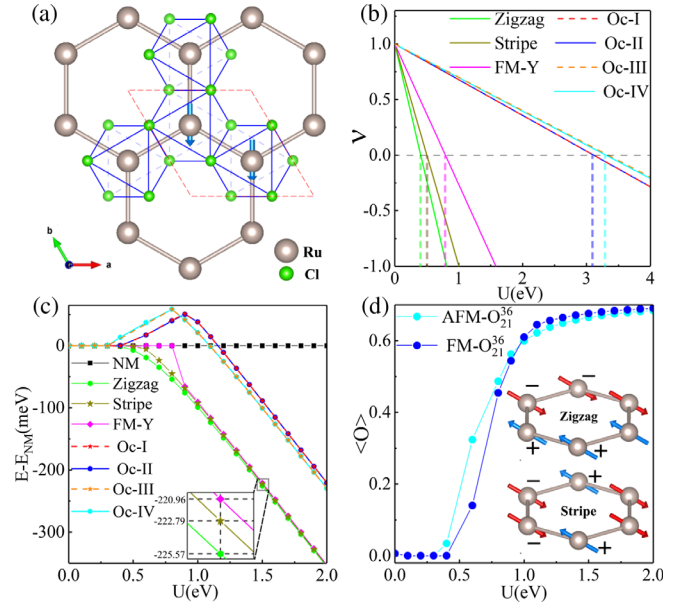 (a)
b
a
Ru
Cl
(b)
Zigzag
Stripe
FM-Y
Oc-I
Oc-II
Oc-III
Oc-IV
ν
1.0
0.5
0.0
-0.5
-1.0
0 1 2 3 4
U(eV)
(c)
E-E_NM(meV)
0
-100
-200
-300
NM
Zigzag
Stripe
FM-Y
Oc-I
Oc-II
Oc-III
Oc-IV
-220.96
-222.79
-225.57
0.0 0.5 1.0 1.5 2.0
U(eV)
(d)
AFM-O₂₁³⁶
FM-O₂₁³⁶
<O>
0.6
0.4
0.2
0.0
− −
Zigzag
+ +
− +
Stripe
− +
0.0 0.5 1.0 1.5 2.0
U(eV)